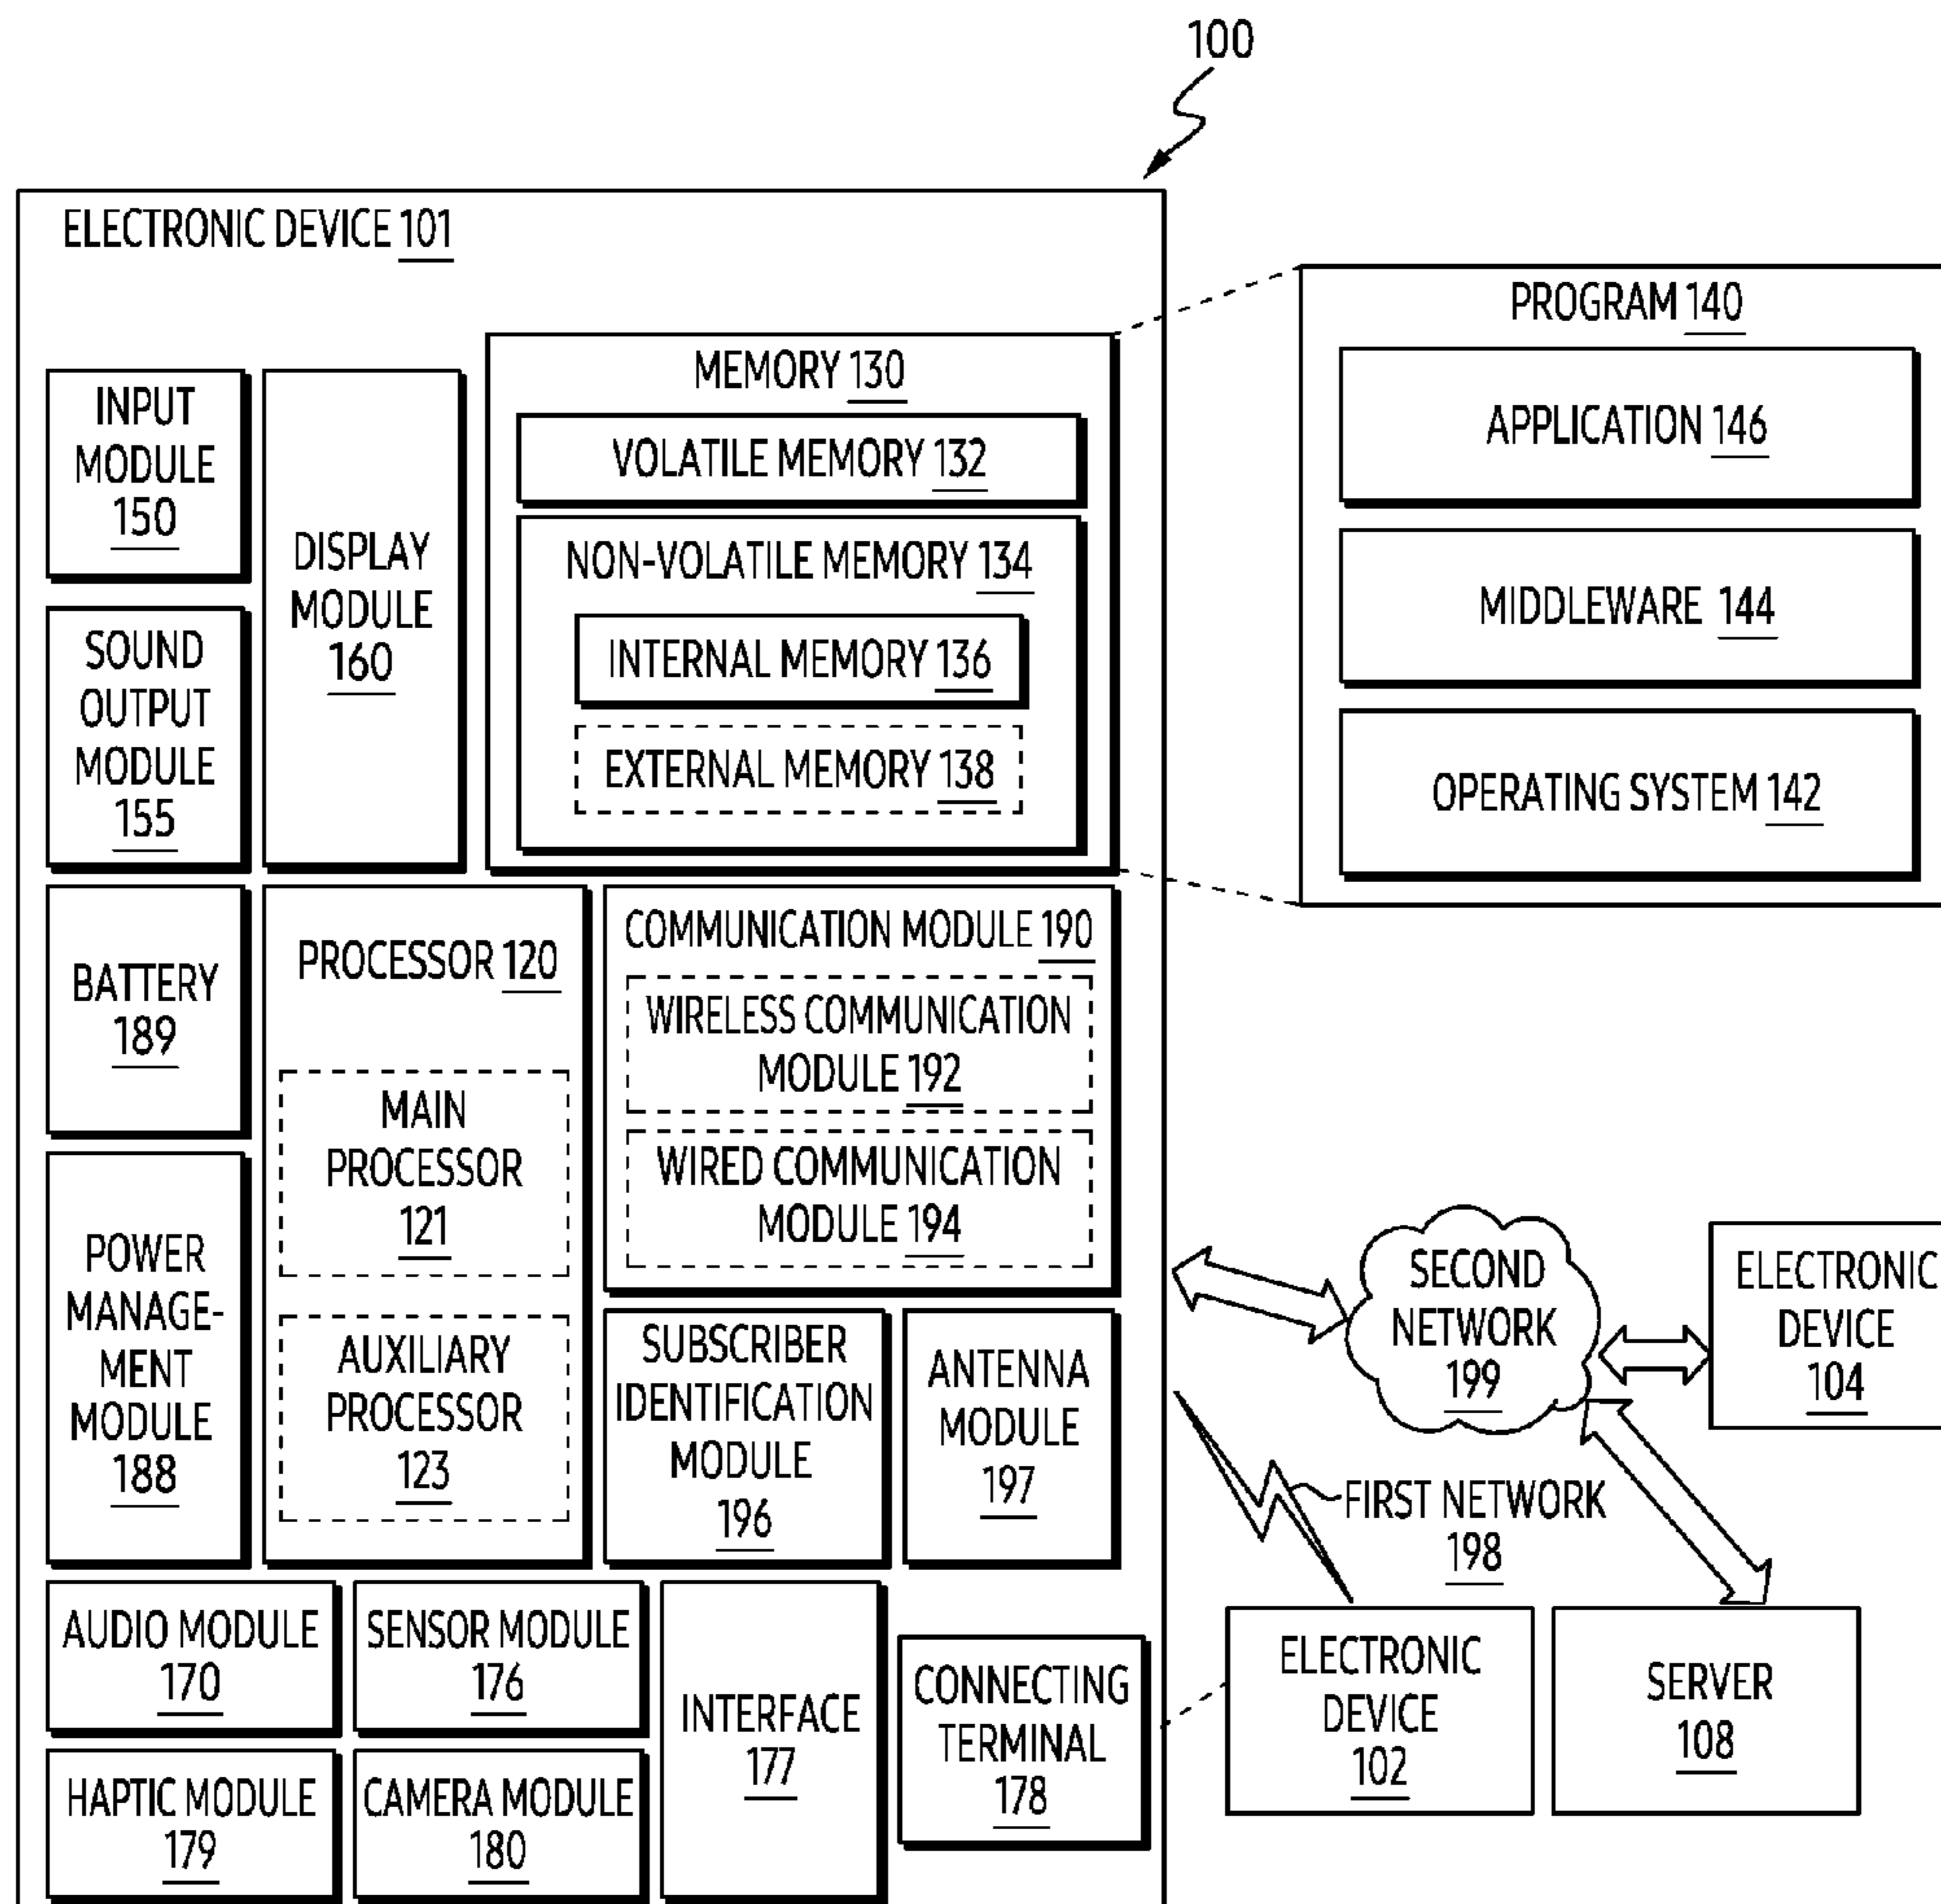 100
ELECTRONIC DEVICE 101
PROGRAM 140
APPLICATION 146
MIDDLEWARE 144
OPERATING SYSTEM 142
MEMORY 130
VOLATILE MEMORY 132
NON-VOLATILE MEMORY 134
INTERNAL MEMORY 136
EXTERNAL MEMORY 138
INPUT
MODULE
150
SOUND
OUTPUT
MODULE
155
DISPLAY
MODULE
160
BATTERY
189
POWER
MANAGE-
MENT
MODULE
188
PROCESSOR 120
MAIN
PROCESSOR
121
AUXILIARY
PROCESSOR
123
COMMUNICATION MODULE 190
WIRELESS COMMUNICATION
MODULE 192
WIRED COMMUNICATION
MODULE 194
SUBSCRIBER
IDENTIFICATION
MODULE
196
ANTENNA
MODULE
197
SECOND
NETWORK
199
ELECTRONIC
DEVICE
104
FIRST NETWORK
198
AUDIO MODULE
170
SENSOR MODULE
176
INTERFACE
177
CONNECTING
TERMINAL
178
HAPTIC MODULE
179
CAMERA MODULE
180
ELECTRONIC
DEVICE
102
SERVER
108